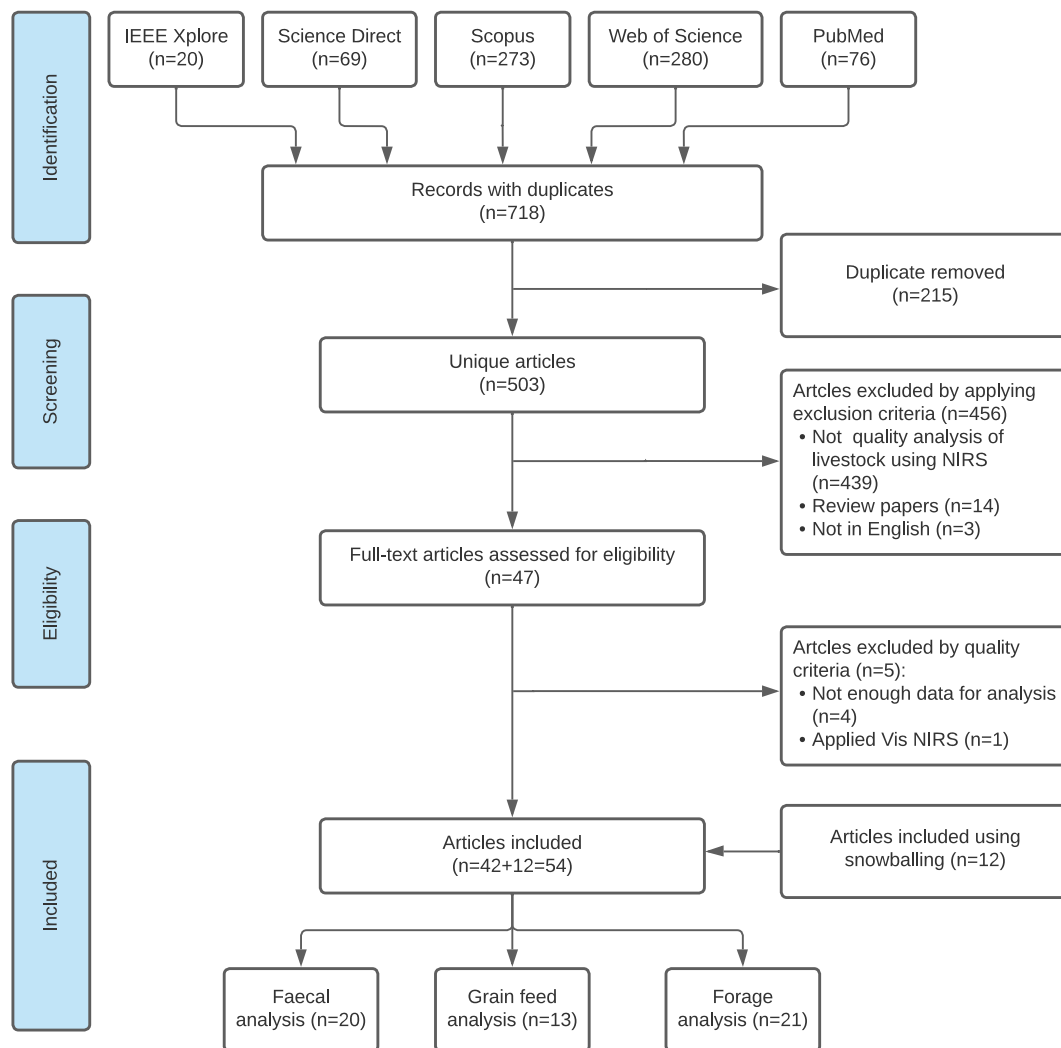 Identification
IEEE Xplore
(n=20)
Science Direct
(n=69)
Scopus
(n=273)
Web of Science
(n=280)
PubMed
(n=76)
Records with duplicates
(n=718)
Duplicate removed
(n=215)
Screening
Unique articles
(n=503)
Artcles excluded by applying
exclusion criteria (n=456)
• Not quality analysis of
livestock using NIRS
(n=439)
• Review papers (n=14)
• Not in English (n=3)
Eligibility
Full-text articles assessed for eligibility
(n=47)
Artcles excluded by quality
criteria (n=5):
• Not enough data for analysis
(n=4)
• Applied Vis NIRS (n=1)
Included
Articles included
(n=42+12=54)
Articles included using
snowballing (n=12)
Faecal
analysis (n=20)
Grain feed
analysis (n=13)
Forage
analysis (n=21)